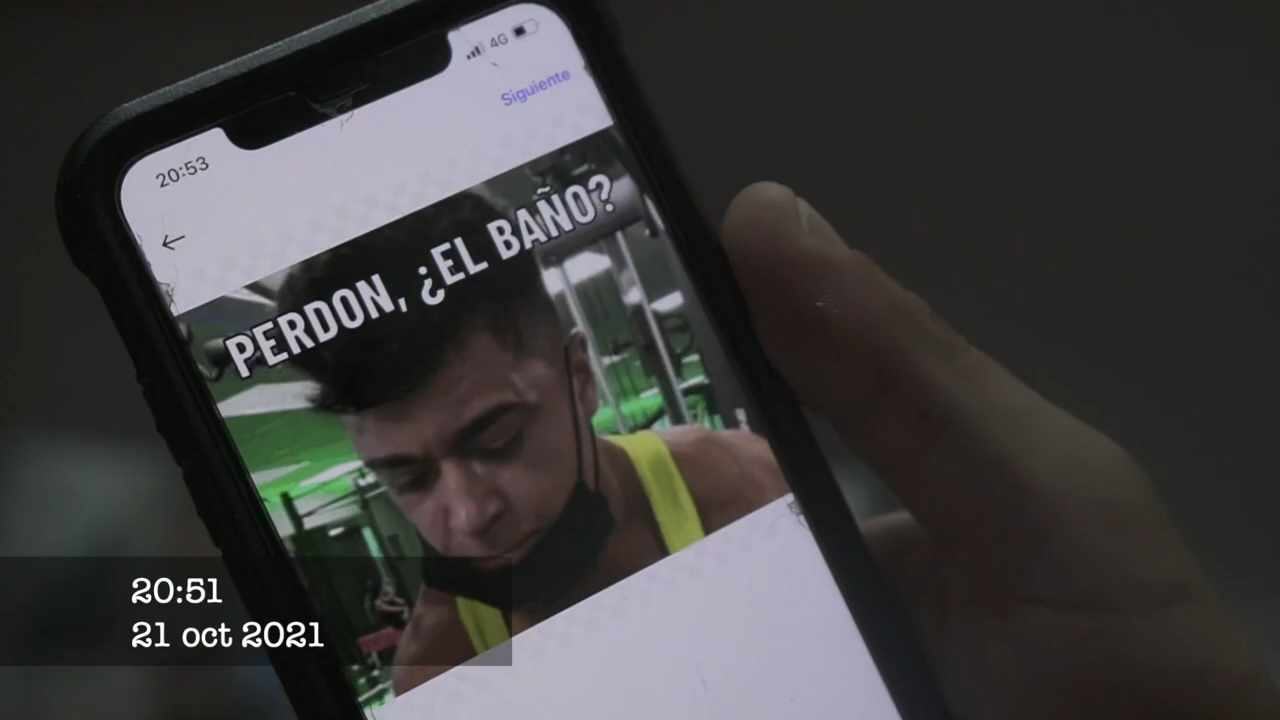 4G
Siguiente
20:53
PERDON, ¿EL BAÑO?
20:51
21 oct 2021